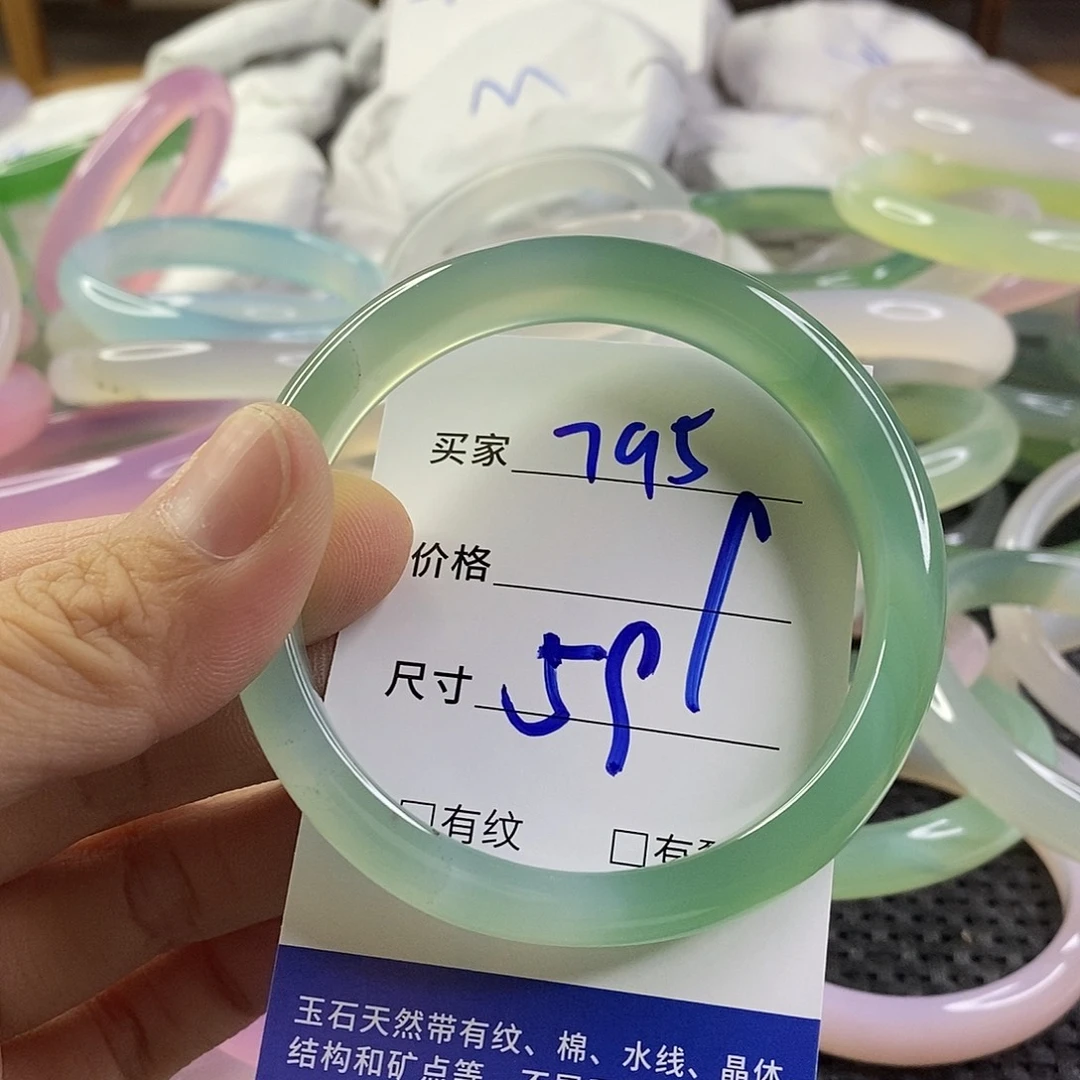 M
买家 795
价格
尺寸 59
□有纹 □有
玉石天然带有纹、棉、水线、晶体
结构和矿点等